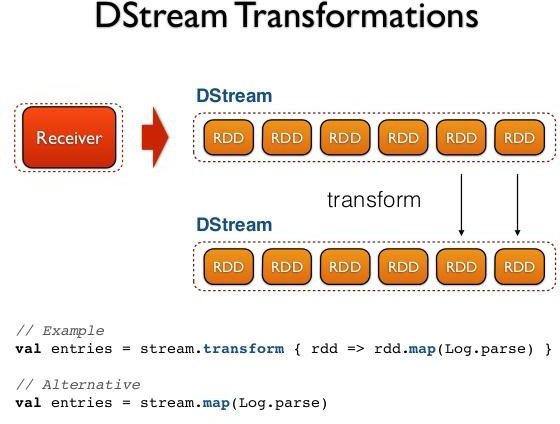 DStream Transformations
DStream
Receiver
RDD RDD RDD RDD RDD RDD
transform
DStream
RDD RDD RDD RDD RDD RDD
// Example
val entries = stream.transform { rdd => rdd.map(Log.parse) }
// Alternative
val entries = stream.map(Log.parse)